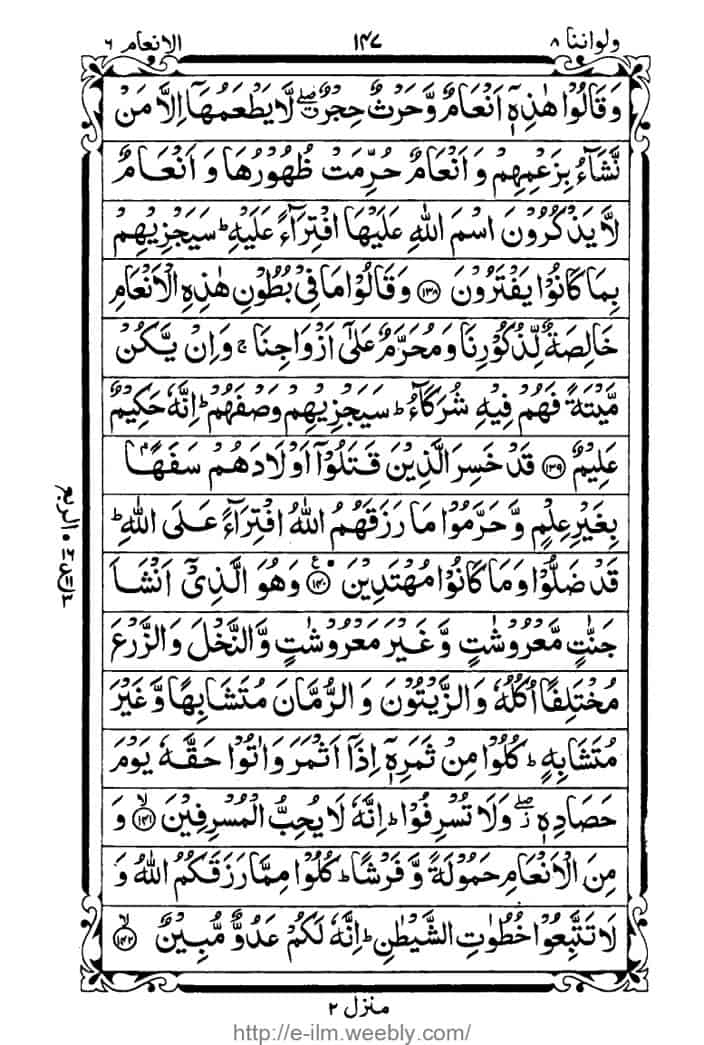 ولواننا ٨ ١٤٧ الانعام ٦
وَقَالُوْا هٰذِهٖۤ اَنْعَامٌ وَّحَرْثٌ حِجْرٌ ۖۗ لَّا يَطْعَمُهَاۤ اِلَّا مَنْ
نَّشَآءُ بِزَعْمِهِمْ وَاَنْعَامٌ حُرِّمَتْ ظُهُوْرُهَا وَاَنْعَامٌ
لَّا يَذْكُرُوْنَ اسْمَ اللّٰهِ عَلَيْهَا افْتِرَآءً عَلَيْهِ ؕ سَيَجْزِيْهِمْ
بِمَا كَانُوْا يَفْتَرُوْنَ ﴿۱۳۸﴾ وَقَالُوْا مَا فِيْ بُطُوْنِ هٰذِهِ الْاَنْعَامِ
خَالِصَةٌ لِّذُكُوْرِنَا وَمُحَرَّمٌ عَلٰۤى اَزْوَاجِنَا ۚ وَاِنْ يَّكُنْ
مَّيْتَةً فَهُمْ فِيْهِ شُرَكَآءُ ؕ سَيَجْزِيْهِمْ وَصْفَهُمْ ؕ اِنَّهٗ حَكِيْمٌ
عَلِيْمٌ ﴿۱۳۹﴾ قَدْ خَسِرَ الَّذِيْنَ قَتَلُوْۤا اَوْلَادَهُمْ سَفَهًۢا
بِغَيْرِ عِلْمٍ وَّحَرَّمُوْا مَا رَزَقَهُمُ اللّٰهُ افْتِرَآءً عَلَى اللّٰهِ ؕ
قَدْ ضَلُّوْا وَمَا كَانُوْا مُهْتَدِيْنَ ﴿۱۴۰﴾ وَهُوَ الَّذِيْۤ اَنْشَاَ
جَنّٰتٍ مَّعْرُوْشٰتٍ وَّغَيْرَ مَعْرُوْشٰتٍ وَّالنَّخْلَ وَالزَّرْعَ
مُخْتَلِفًا اُكُلُهٗ وَالزَّيْتُوْنَ وَالرُّمَّانَ مُتَشَابِهًا وَّغَيْرَ
مُتَشَابِهٍ ؕ كُلُوْا مِنْ ثَمَرِهٖۤ اِذَاۤ اَثْمَرَ وَاٰتُوْا حَقَّهٗ يَوْمَ
حَصَادِهٖ ۖز وَلَا تُسْرِفُوْا ؕ اِنَّهٗ لَا يُحِبُّ الْمُسْرِفِيْنَ ﴿۱۴۱﴾ۙ وَ
مِنَ الْاَنْعَامِ حَمُوْلَةً وَّفَرْشًا ؕ كُلُوْا مِمَّا رَزَقَكُمُ اللّٰهُ وَ
لَا تَتَّبِعُوْا خُطُوٰتِ الشَّيْطٰنِ ؕ اِنَّهٗ لَكُمْ عَدُوٌّ مُّبِيْنٌ ﴿۱۴۲﴾ۙ
الربع
منزل ٢
http://e-ilm.weebly.com/